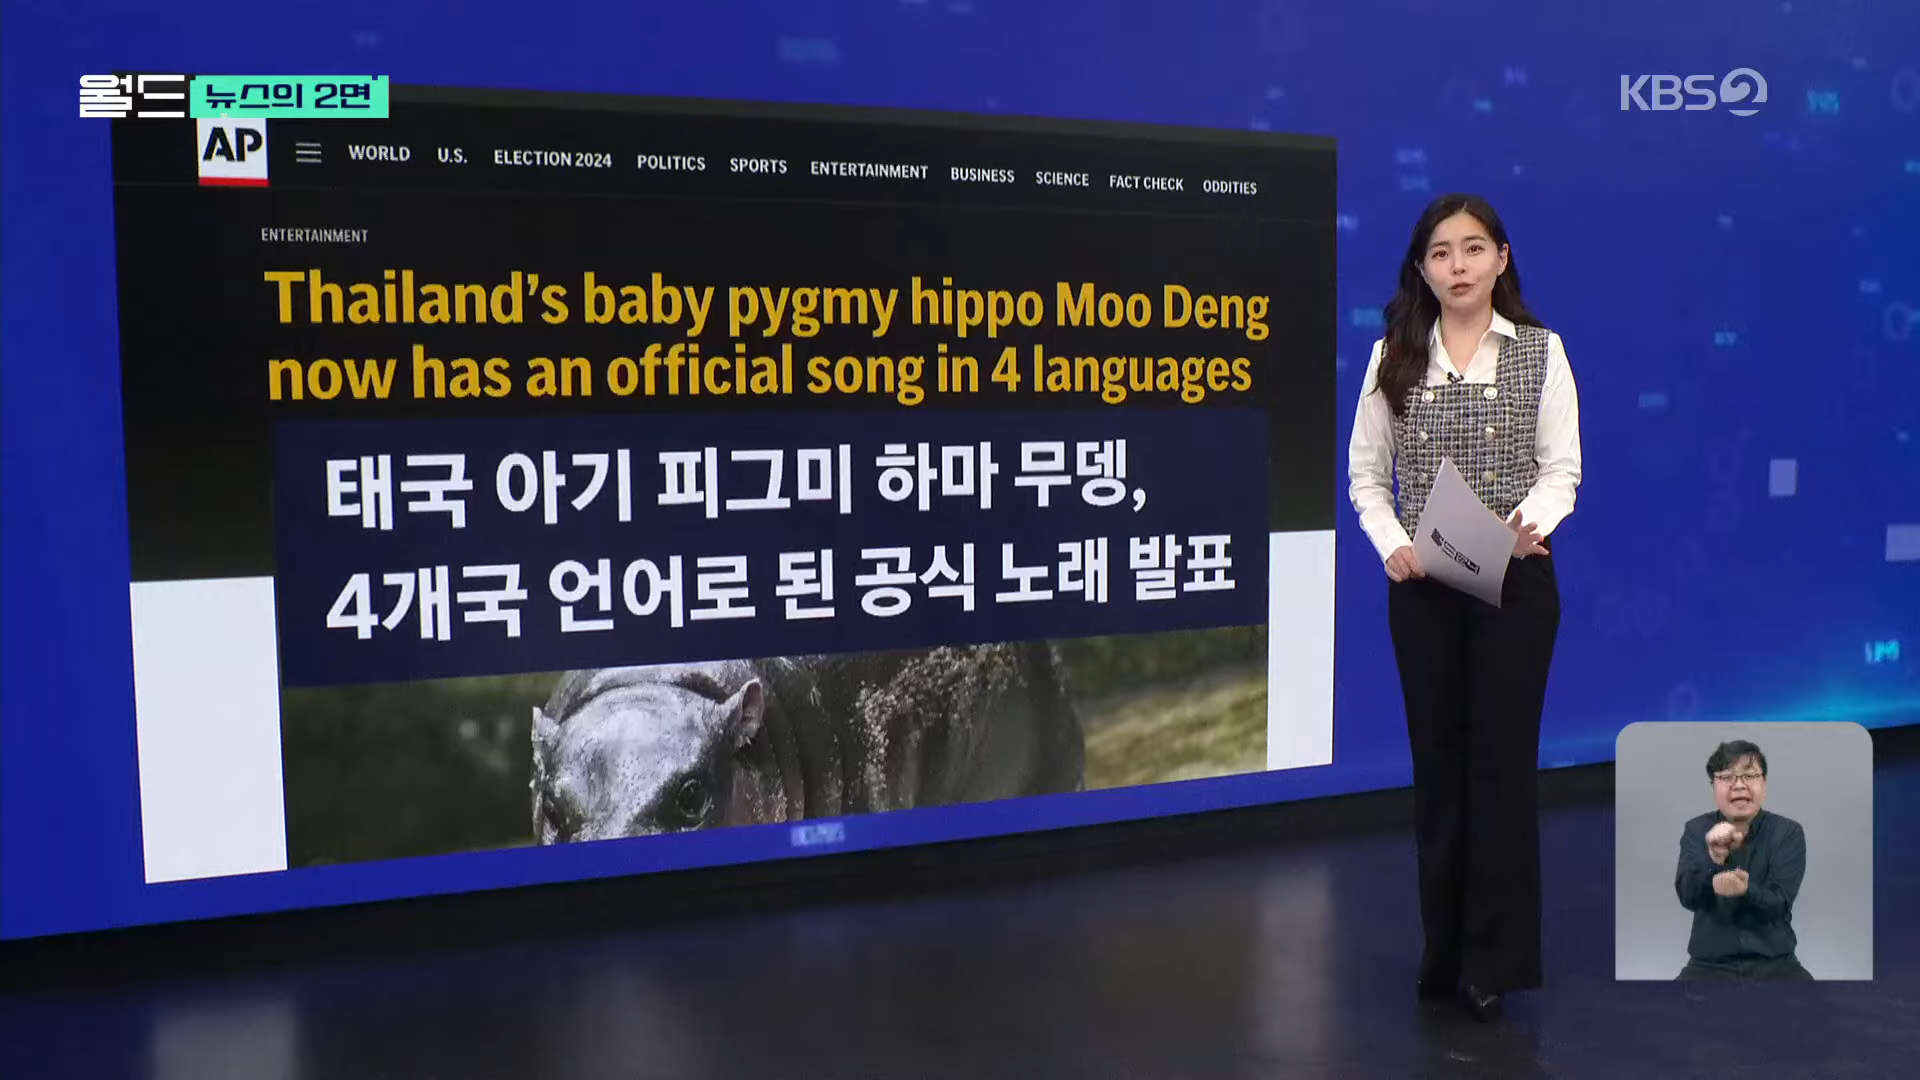 월드 뉴스의 2면
KBS2
AP
WORLD U.S. ELECTION 2024 POLITICS SPORTS ENTERTAINMENT BUSINESS SCIENCE FACT CHECK ODDITIES
ENTERTAINMENT
Thailand's baby pygmy hippo Moo Deng
now has an official song in 4 languages
태국 아기 피그미 하마 무뎅,
4개국 언어로 된 공식 노래 발표